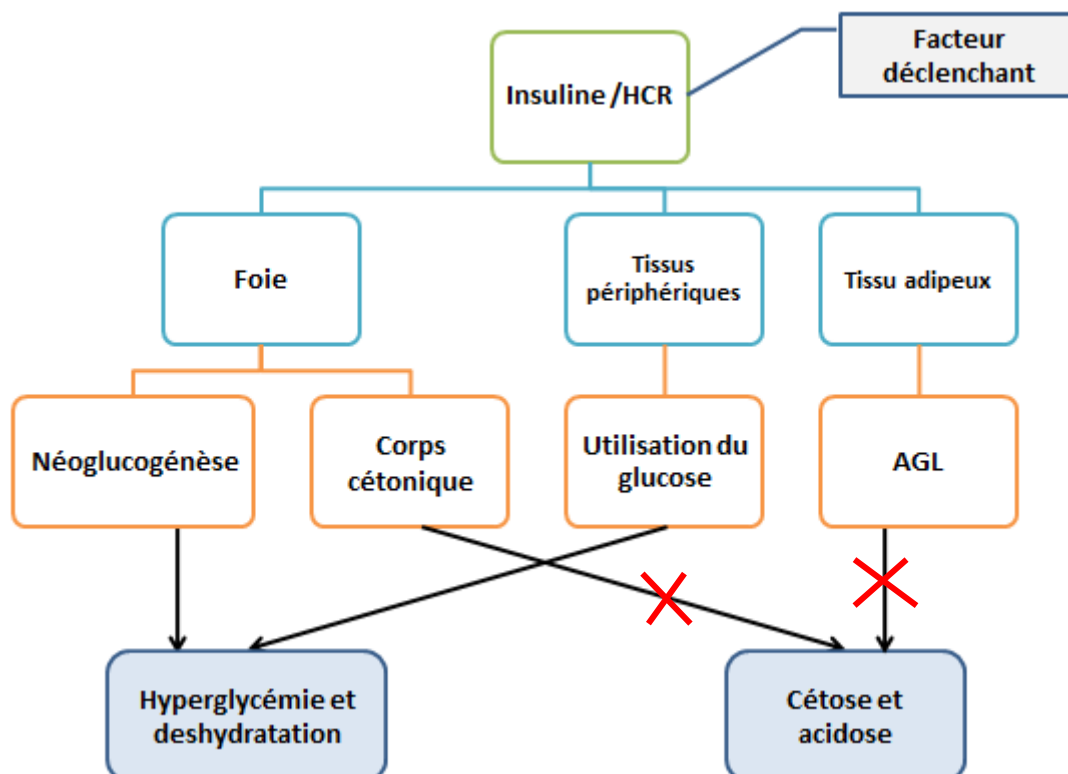 Facteur
déclenchant
Insuline /HCR
Foie
Tissus
périphériques
Tissu adipeux
Néoglucogénèse
Corps
cétonique
Utilisation du
glucose
AGL
Hyperglycémie et
deshydratation
Cétose et
acidose